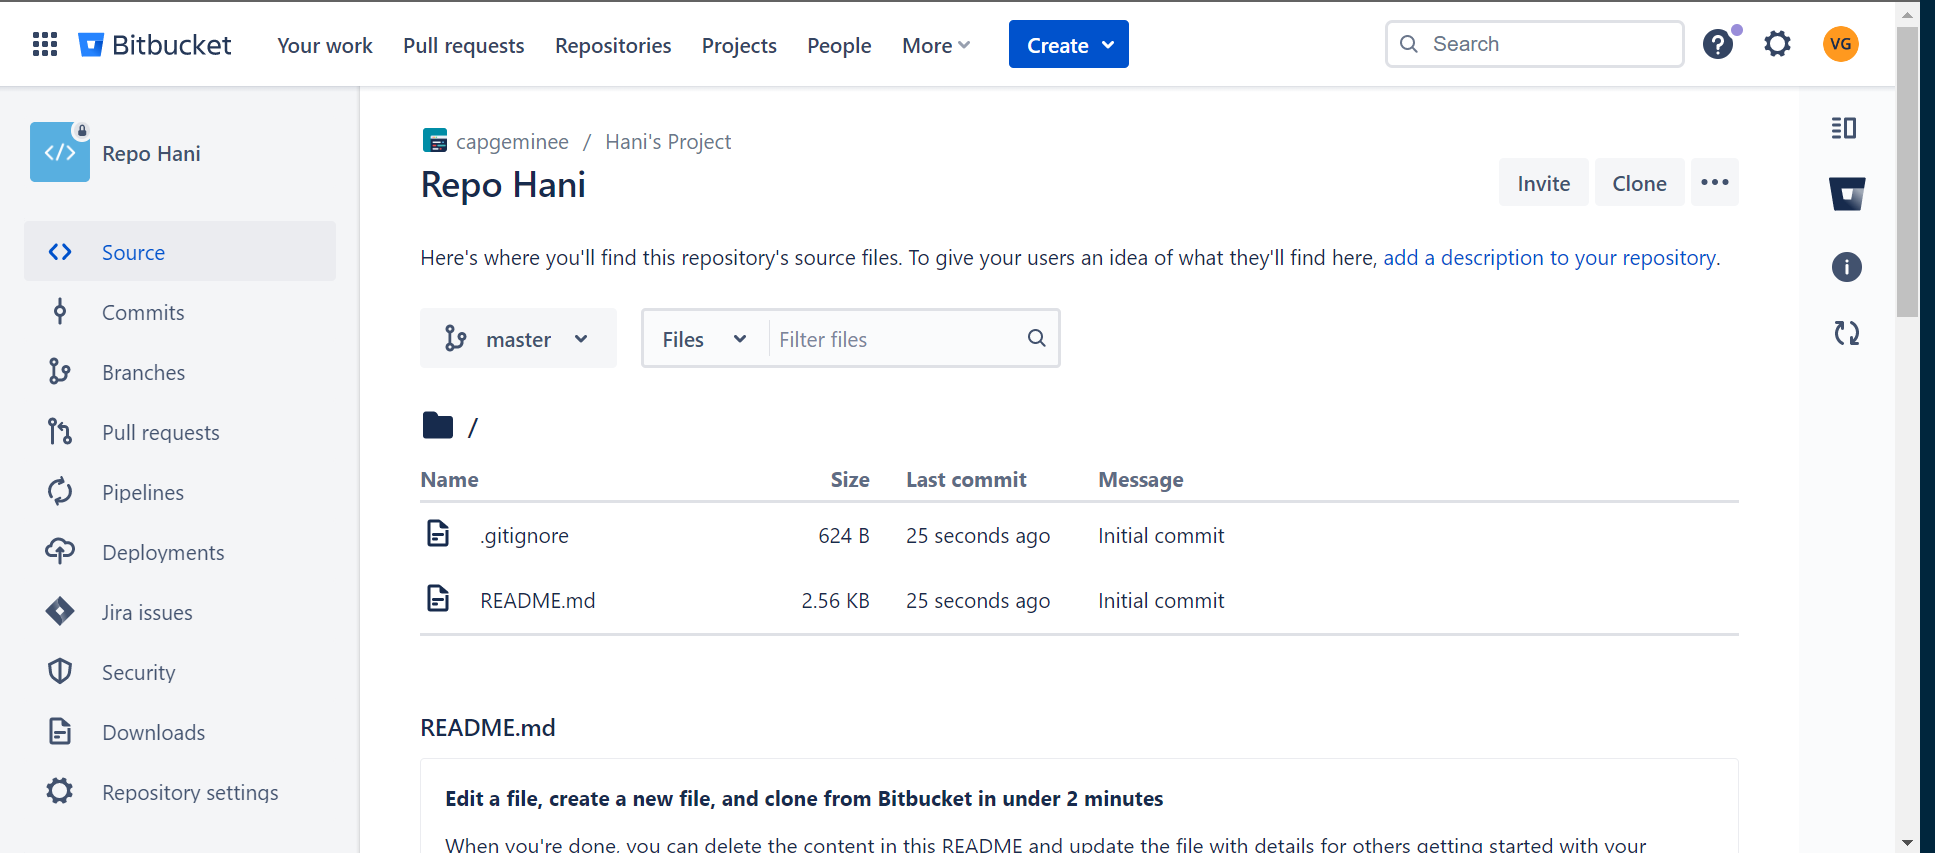 Bitbucket Your work Pull requests Repositories Projects People More Create Search ? VG
</> Repo Hani
Source
Commits
Branches
Pull requests
Pipelines
Deployments
Jira issues
Security
Downloads
Repository settings
capgeminee / Hani's Project
Repo Hani
Invite Clone •••
Here's where you'll find this repository's source files. To give your users an idea of what they'll find here, add a description to your repository.
master Files Filter files
/
Name Size Last commit Message
.gitignore 624 B 25 seconds ago Initial commit
README.md 2.56 KB 25 seconds ago Initial commit
README.md
Edit a file, create a new file, and clone from Bitbucket in under 2 minutes
When you're done, you can delete the content in this README and update the file with details for others getting started with your